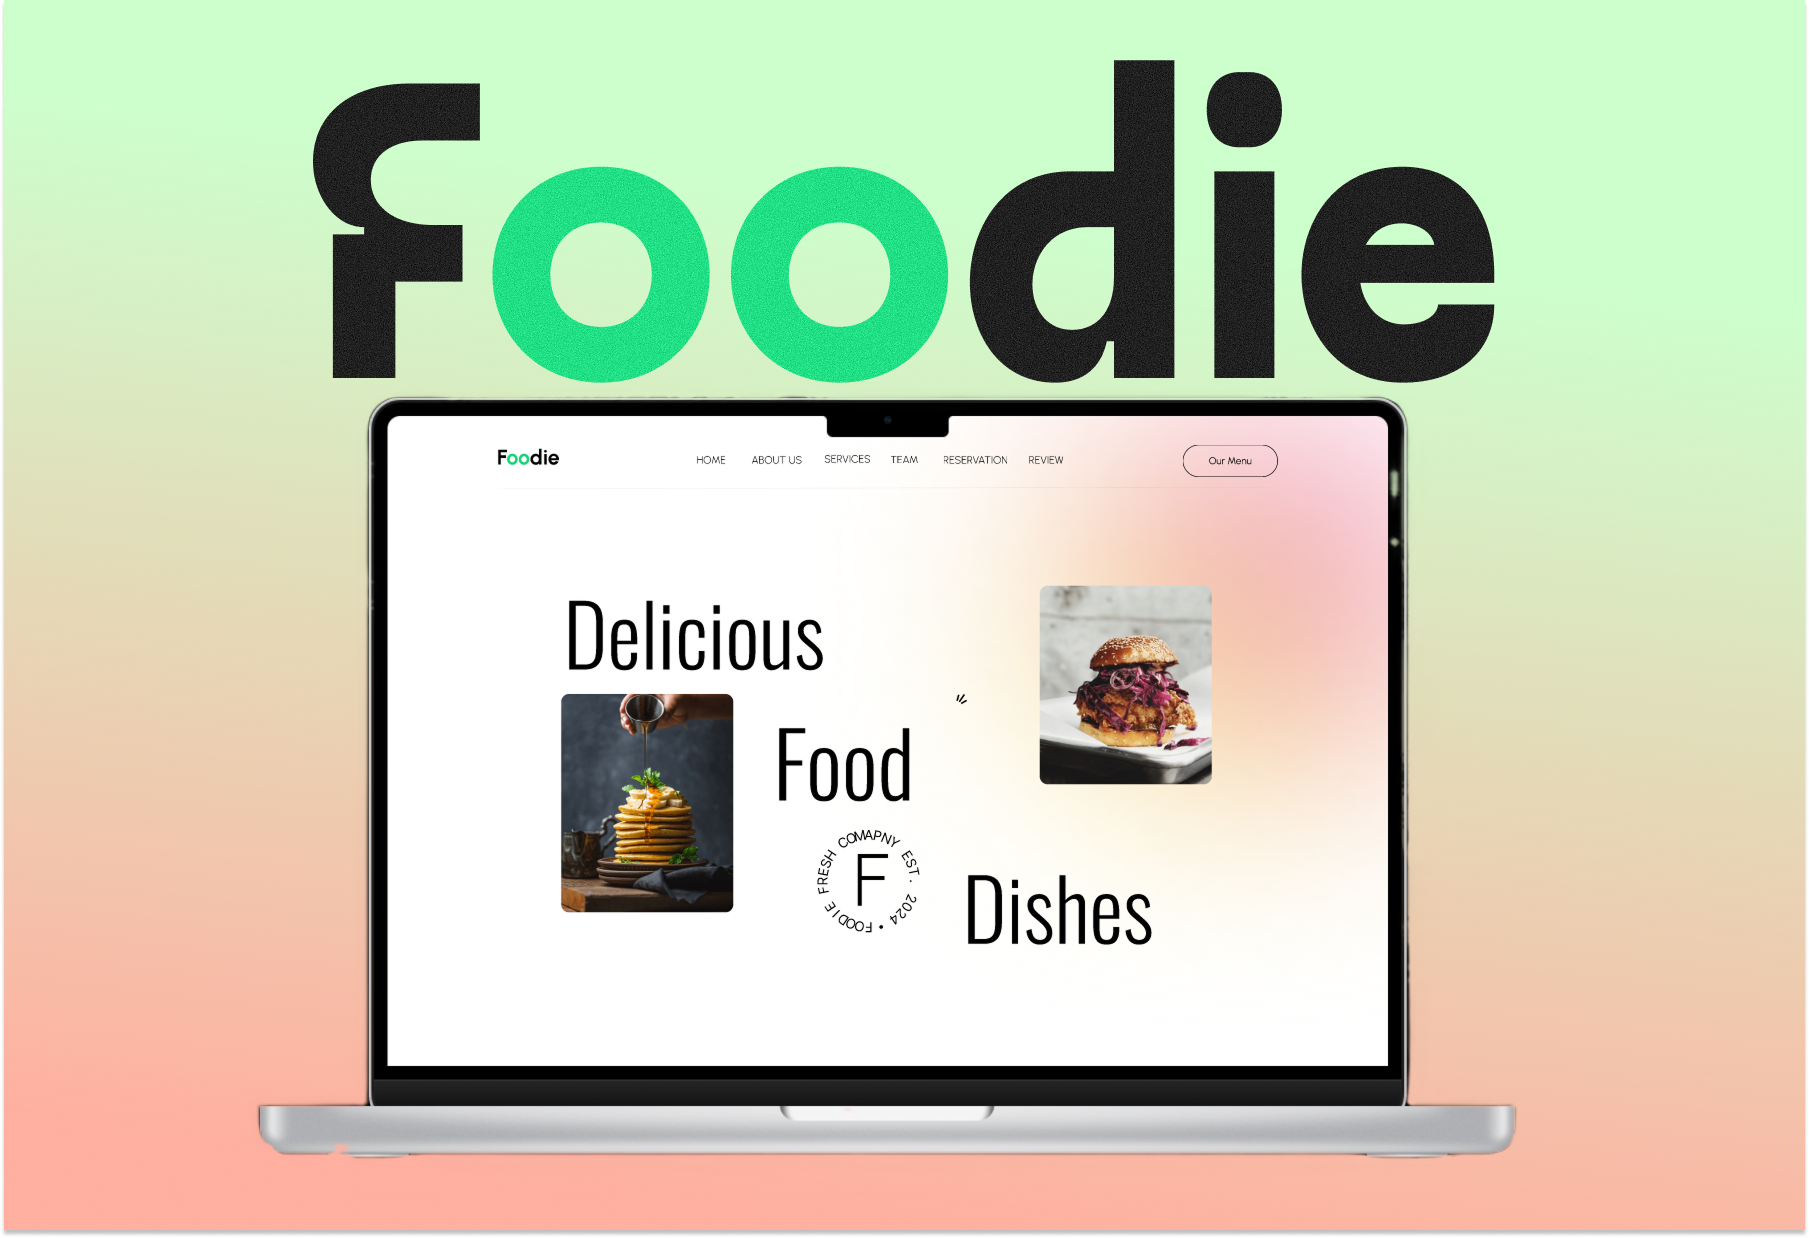 Foodie
Foodie
HOME ABOUT US SERVICES TEAM RESERVATION REVIEW
Our Menu
Delicious
Food
FOODIE FRESH COMAPNY EST. 2024 •
F
Dishes